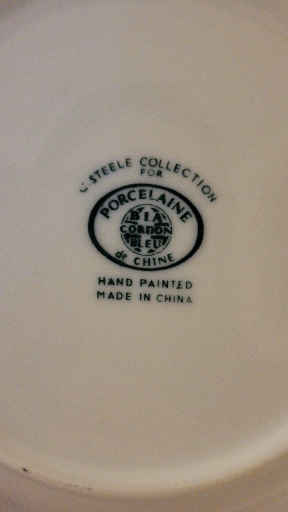 C STEELE COLLECTION
FOR
PORCELAINE
BIA
CORDON
BLEU
de CHINE
HAND PAINTED
MADE IN CHINA